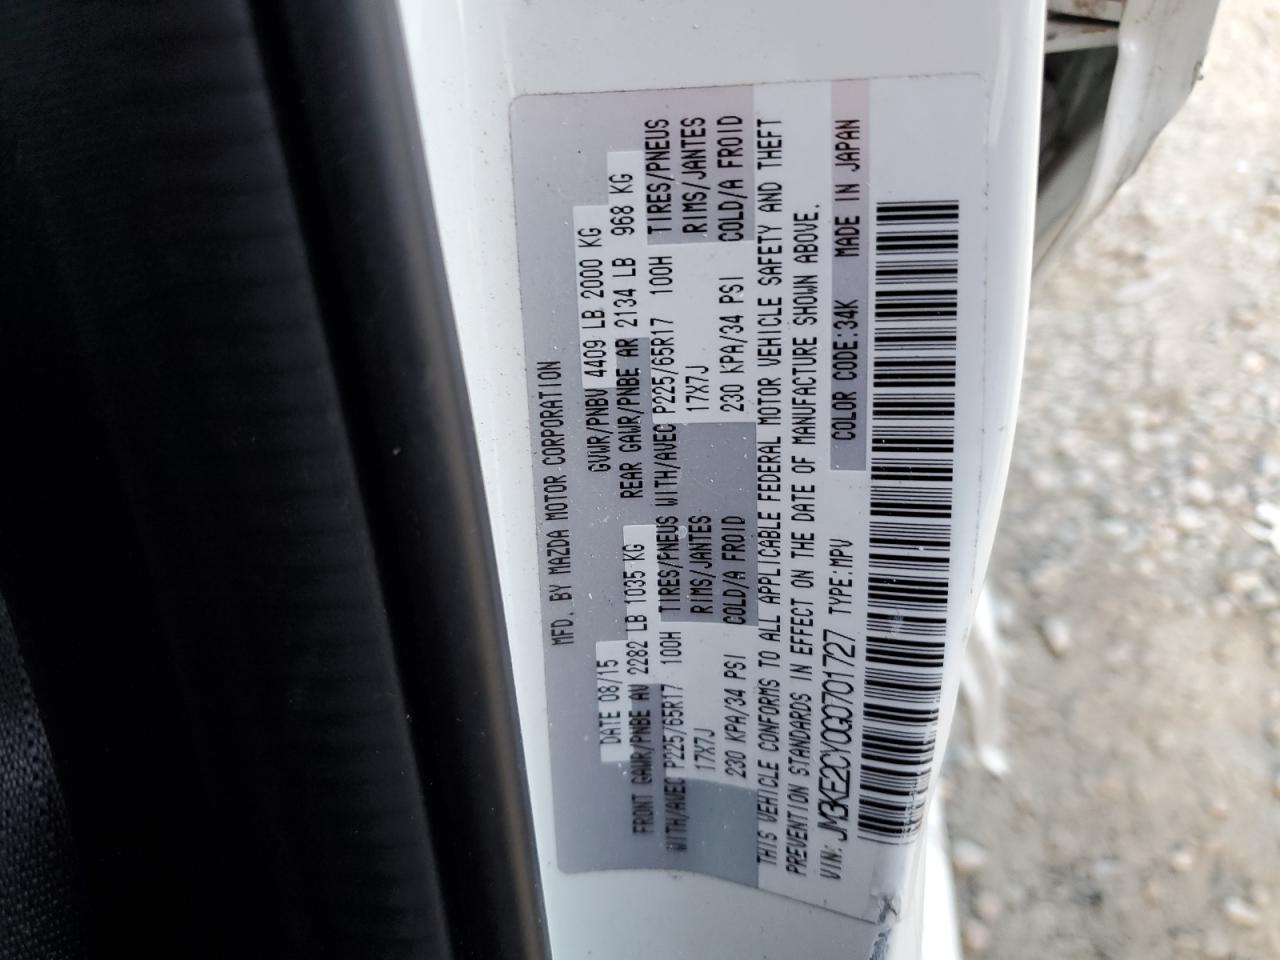 MFD. BY MAZDA MOTOR CORPORATION
DATE 08/15 GVWR/PNBV 4409 LB 2000 KG
FRONT GAWR/PNBE AV 2282 LB 1035 KG REAR GAWR/PNBE AR 2134 LB 968 KG
WITH/AVEC P225/65R17 100H TIRES/PNEUS WITH/AVEC P225/65R17 100H TIRES/PNEUS
17X7J RIMS/JANTES 17X7J RIMS/JANTES
230 KPA/34 PSI COLD/A FROID 230 KPA/34 PSI COLD/A FROID
THIS VEHICLE CONFORMS TO ALL APPLICABLE FEDERAL MOTOR VEHICLE SAFETY AND THEFT
PREVENTION STANDARDS IN EFFECT ON THE DATE OF MANUFACTURE SHOWN ABOVE.
VIN: JM3KE2CY0G0701727 TYPE:MPV COLOR CODE:34K MADE IN JAPAN